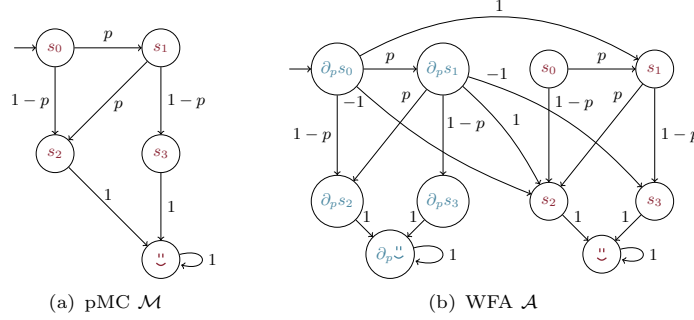 1
s₀ p s₁ ∂ₚs₀ p ∂ₚs₁ s₀ p s₁
−1 −1
1 − p p 1 − p 1 − p p 1 − p 1 1 − p p 1 − p
s₂ s₃ ∂ₚs₂ ∂ₚs₃ s₂ s₃
1 1 1 1 1 1
1 ∂ₚ 1 1
(a) pMC ℳ (b) WFA 𝒜